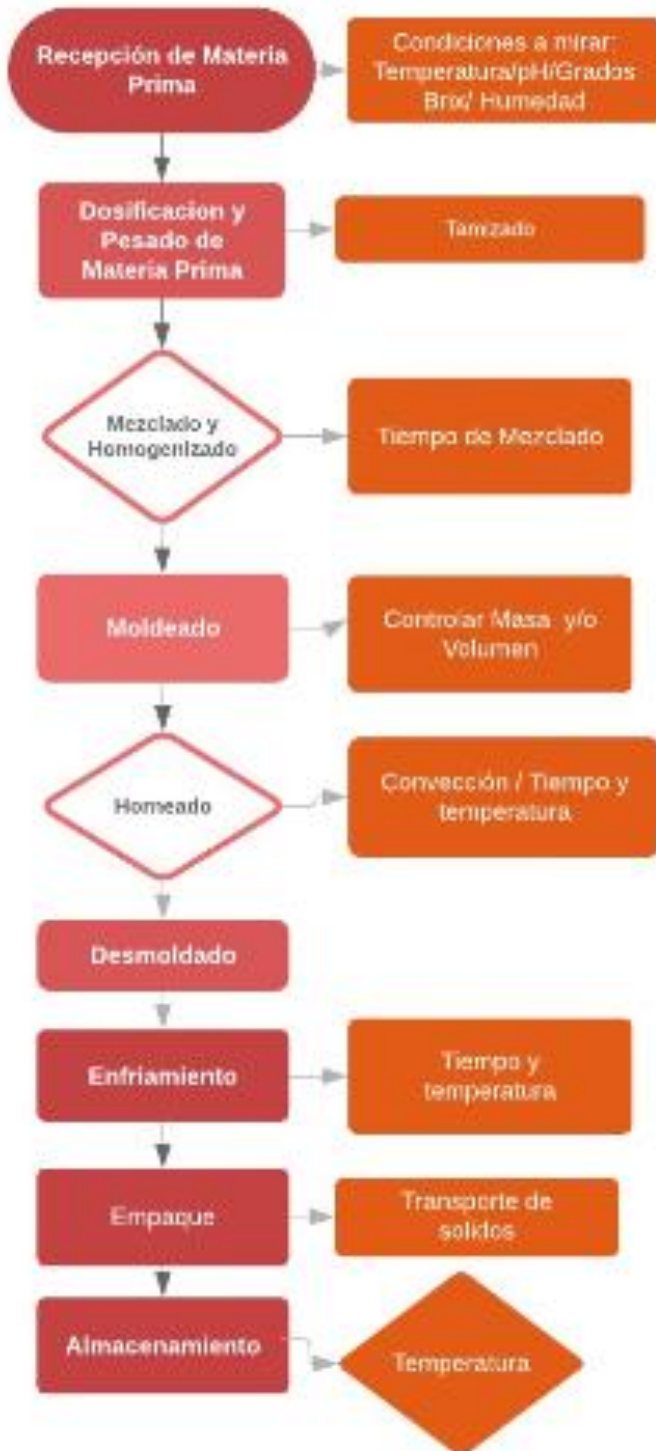 Recepción de Materia
Prima
Condiciones a mirar:
Temperatura/pH/Grados
Brix/ Humedad
Dosificacion y
Pesado de
Materia Prima
Tamizado
Mezclado y
Homogenizado
Tiempo de Mezclado
Moldeado
Controlar Masa y/o
Volumen
Horneado
Convección / Tiempo y
temperatura
Desmoldado
Enfriamiento
Tiempo y
temperatura
Empaque
Transporte de
solidos
Almacenamiento
Temperatura